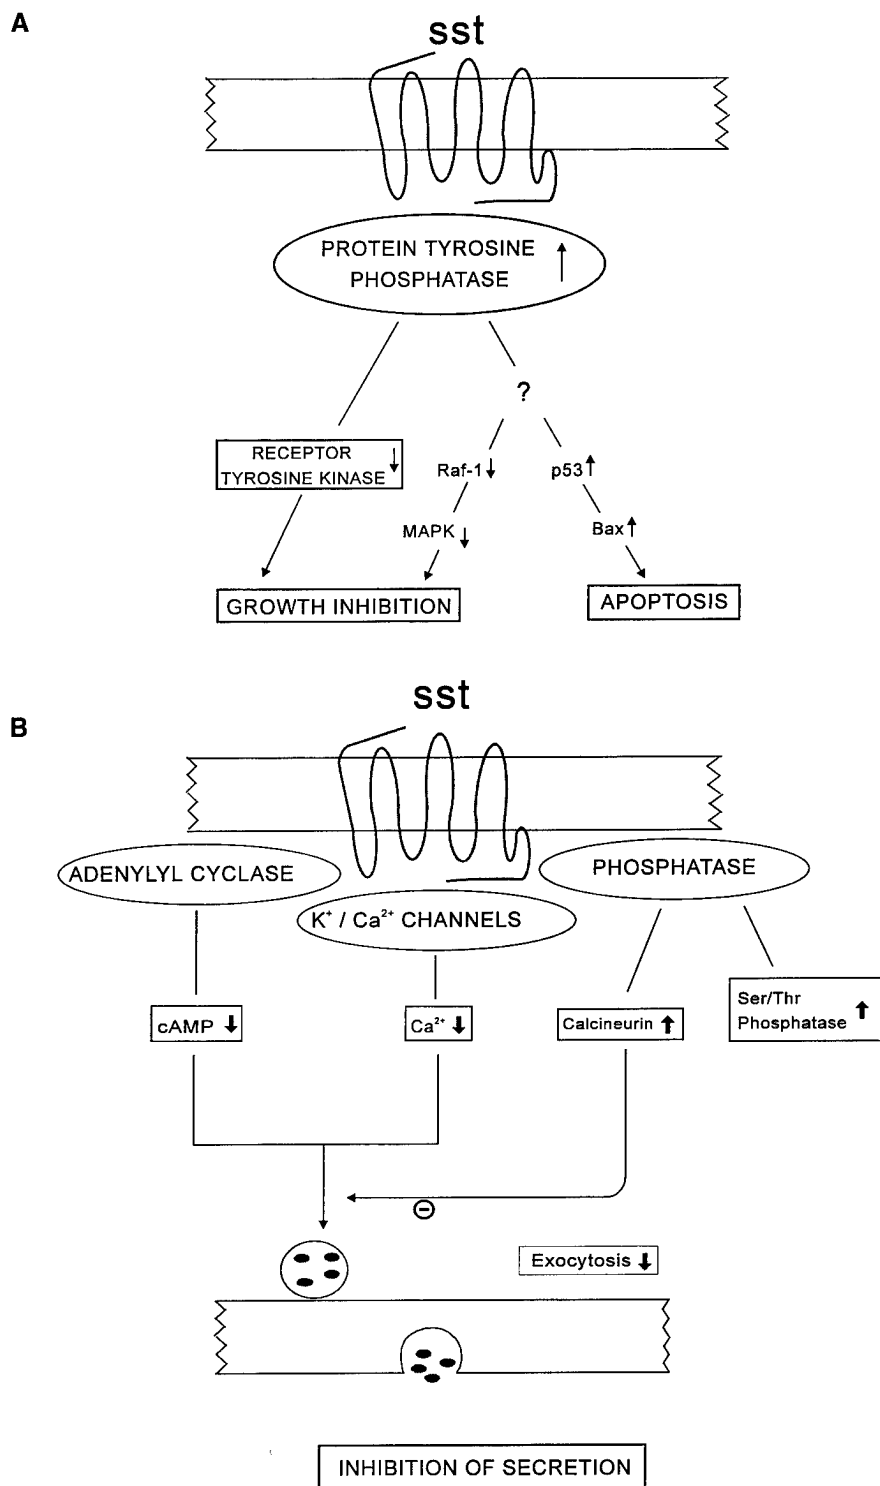 A
sst
PROTEIN TYROSINE
PHOSPHATASE ↑
?
RECEPTOR
TYROSINE KINASE ↓
Raf-1 ↓
p53 ↑
MAPK ↓
Bax ↑
GROWTH INHIBITION
APOPTOSIS
sst
B
ADENYLYL CYCLASE
PHOSPHATASE
K⁺ / Ca²⁺ CHANNELS
cAMP ↓
Ca²⁺ ↓
Calcineurin ↑
Ser/Thr
Phosphatase ↑
⊖
Exocytosis ↓
INHIBITION OF SECRETION